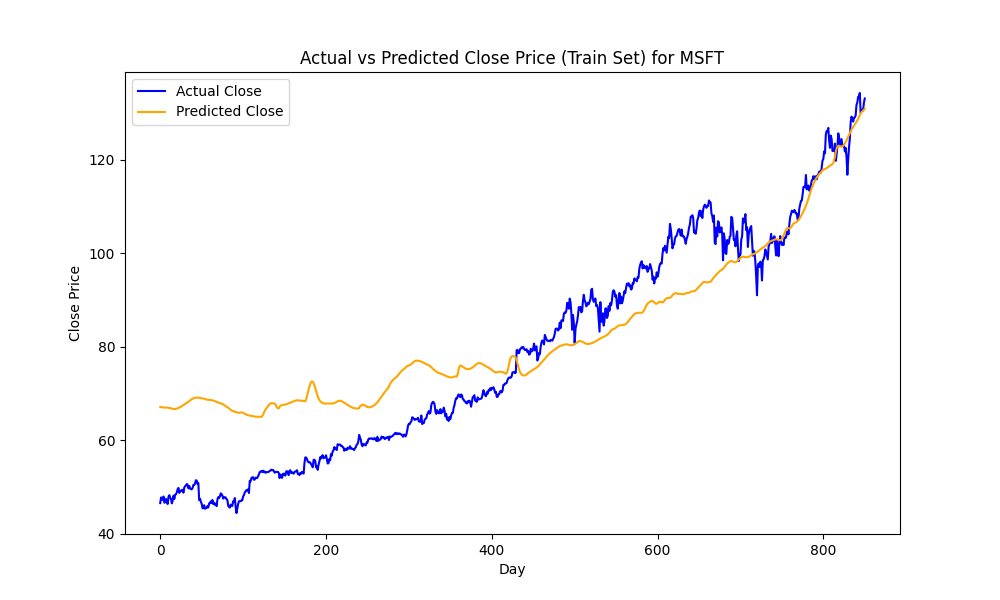 Actual vs Predicted Close Price (Train Set) for MSFT
Actual Close
Predicted Close
120
100
80
60
40
Close Price
0 200 400 600 800
Day